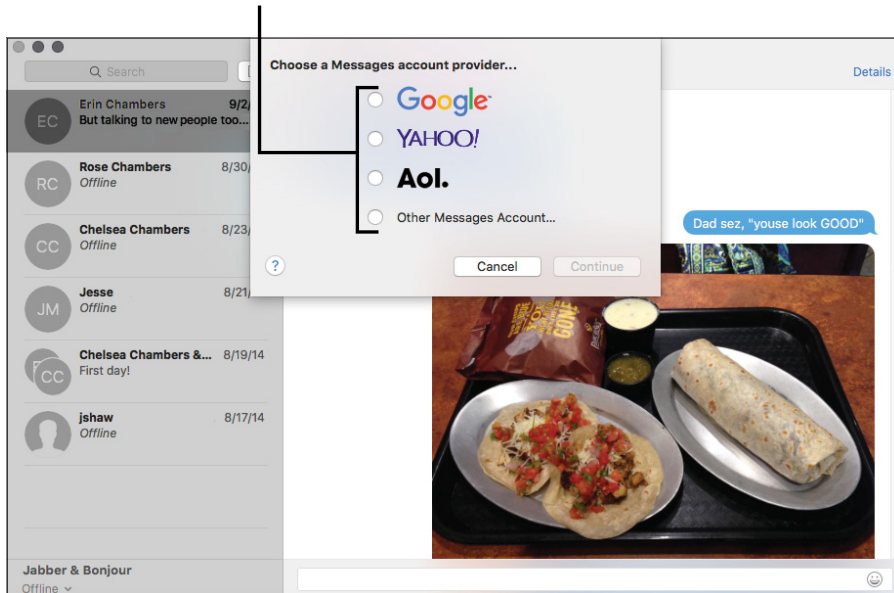 Search
Details
Choose a Messages account provider...
Google
YAHOO!
Aol.
Other Messages Account...
?
Cancel
Continue
EC
Erin Chambers
9/2/
But talking to new people too...
RC
Rose Chambers
8/30/
Offline
CC
Chelsea Chambers
8/23/
Offline
JM
Jesse
8/21/
Offline
CC
Chelsea Chambers &...
8/19/14
First day!
jshaw
8/17/14
Offline
Jabber & Bonjour
Offline
Dad sez, "youse look GOOD"
YOU
GONE